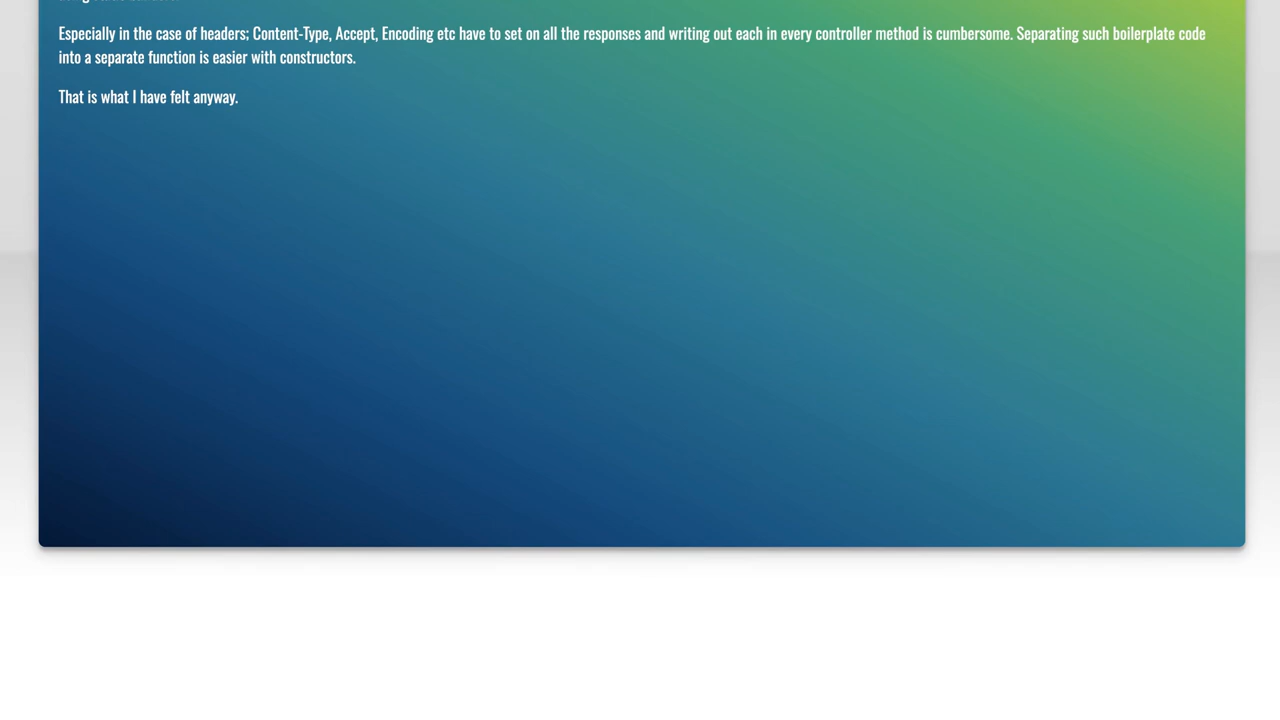 Especially in the case of headers; Content-Type, Accept, Encoding etc have to set on all the responses and writing out each in every controller method is cumbersome. Separating such boilerplate code
into a separate function is easier with constructors.
That is what I have felt anyway.